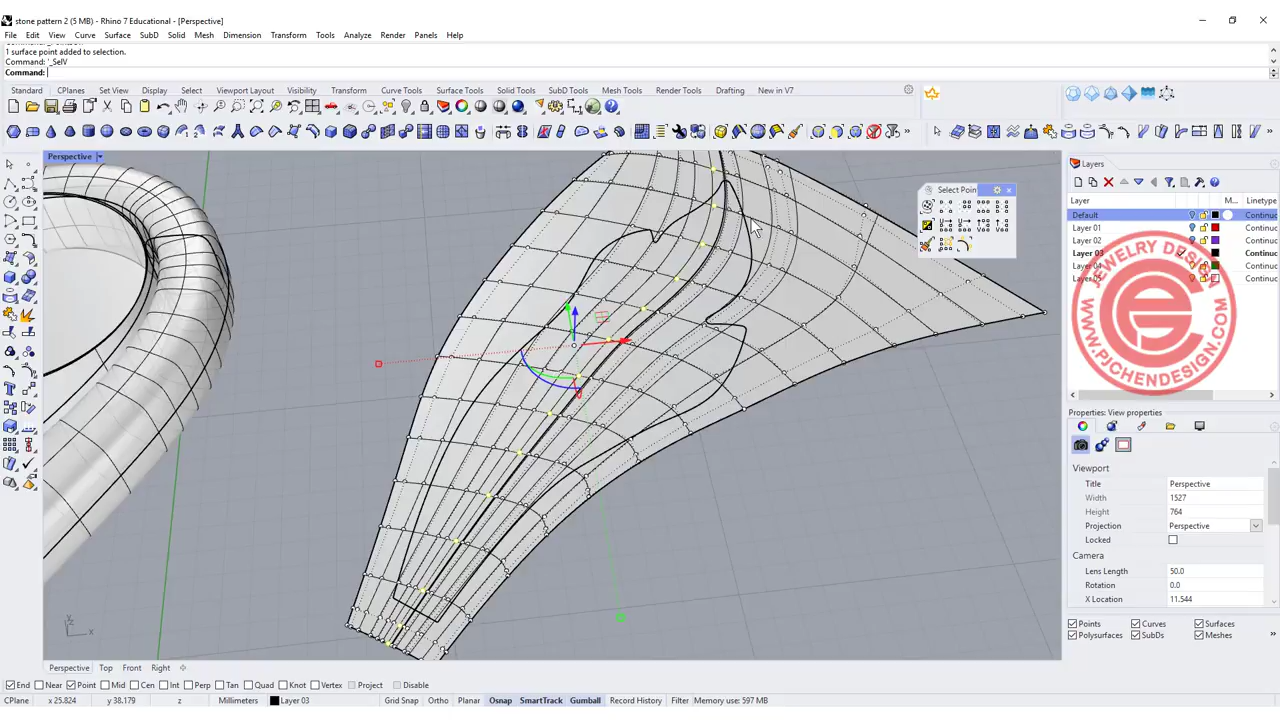 stone pattern 2 (5 MB) - Rhino 7 Educational - [Perspective]
File Edit View Curve Surface SubD Solid Mesh Dimension Transform Tools Analyze Render Panels Help
1 surface point added to selection.
Command: '_SelV
Command:
Standard CPlanes Set View Display Select Viewport Layout Visibility Transform Curve Tools Surface Tools Solid Tools SubD Tools Mesh Tools Render Tools Drafting New in V7
Perspective
Select Poin
Layers
Layer M... Linetype
Default Continuc
Layer 01 Continuc
Layer 02 Continuc
Layer 03 Continuc
JEWELRY DESIGN
WWW.PJCHENDESIGN.COM
Properties: View properties
Viewport
Title Perspective
Width 1527
Height 764
Projection Perspective
Locked
Camera
Lens Length 50.0
Rotation 0.0
X Location 11.544
Points Curves Surfaces
Polysurfaces SubDs Meshes
Perspective Top Front Right
End Near Point Mid Cen Int Perp Tan Quad Knot Vertex Project Disable
CPlane x 25.824 y 38.179 z Millimeters Layer 03 Grid Snap Ortho Planar Osnap SmartTrack Gumball Record History Filter Memory use: 597 MB